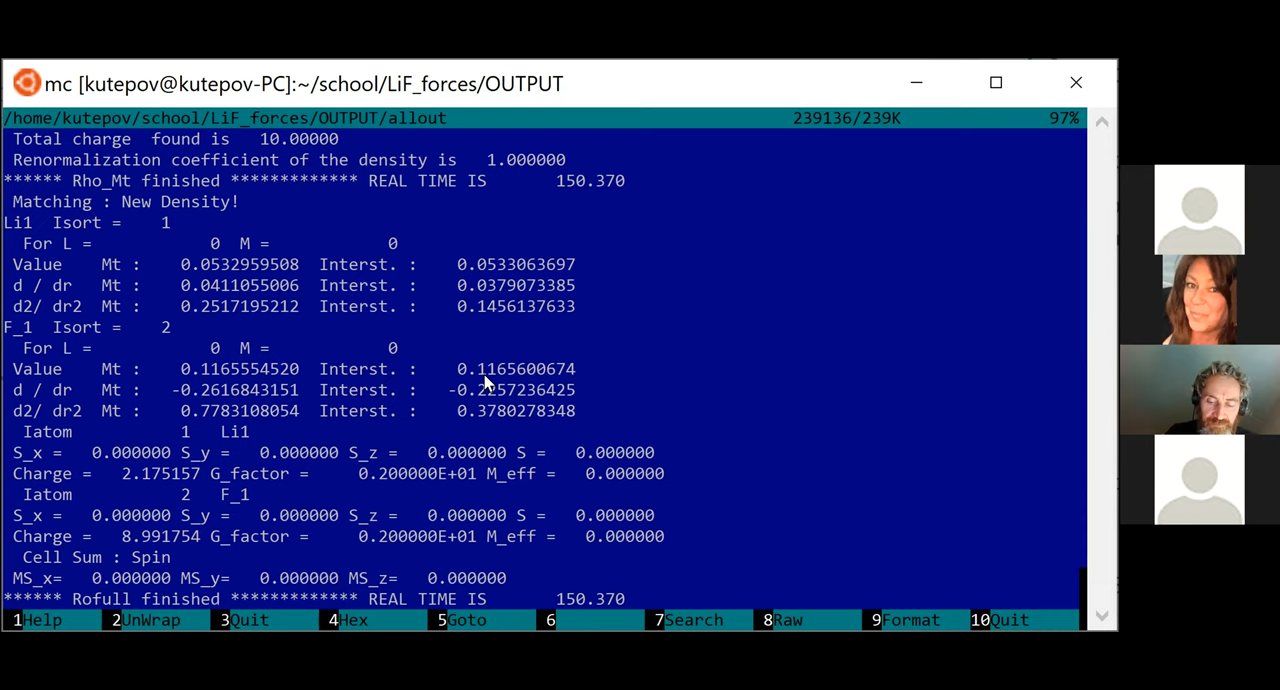 mc [kutepov@kutepov-PC]:~/school/LiF_forces/OUTPUT
/home/kutepov/school/LiF_forces/OUTPUT/allout 239136/239K 97%
Total charge found is 10.00000
Renormalization coefficient of the density is 1.000000
****** Rho_Mt finished ************* REAL TIME IS 150.370
Matching : New Density!
Li1 Isort = 1
For L = 0 M = 0
Value Mt : 0.0532959508 Interst. : 0.0533063697
d / dr Mt : 0.0411055006 Interst. : 0.0379073385
d2/ dr2 Mt : 0.2517195212 Interst. : 0.1456137633
F_1 Isort = 2
For L = 0 M = 0
Value Mt : 0.1165554520 Interst. : 0.1165600674
d / dr Mt : -0.2616843151 Interst. : -0.2257236425
d2/ dr2 Mt : 0.7783108054 Interst. : 0.3780278348
Iatom 1 Li1
S_x = 0.000000 S_y = 0.000000 S_z = 0.000000 S = 0.000000
Charge = 2.175157 G_factor = 0.200000E+01 M_eff = 0.000000
Iatom 2 F_1
S_x = 0.000000 S_y = 0.000000 S_z = 0.000000 S = 0.000000
Charge = 8.991754 G_factor = 0.200000E+01 M_eff = 0.000000
Cell Sum : Spin
MS_x= 0.000000 MS_y= 0.000000 MS_z= 0.000000
****** Rofull finished ************* REAL TIME IS 150.370
1Help 2UnWrap 3Quit 4Hex 5Goto 6 7Search 8Raw 9Format 10Quit